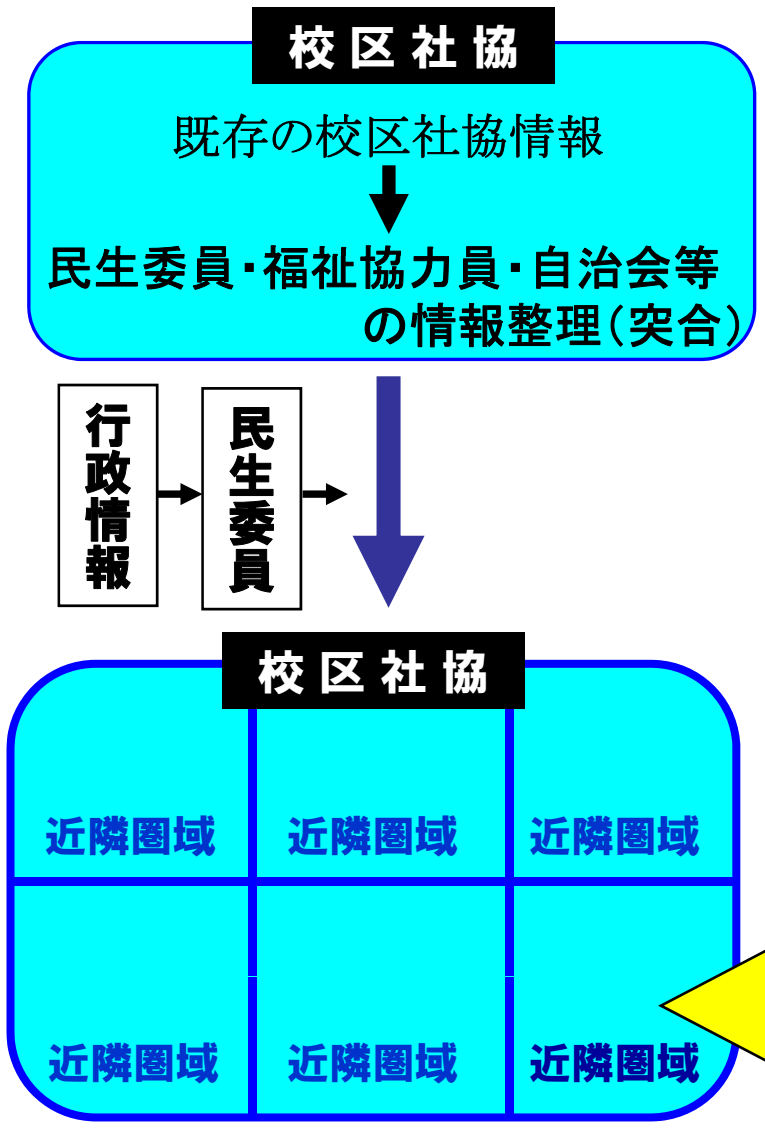 校区社協
既存の校区社協情報
民生委員・福祉協力員・自治会等
の情報整理（突合）
行政情報
民生委員
校区社協
近隣圏域
近隣圏域
近隣圏域
近隣圏域
近隣圏域
近隣圏域